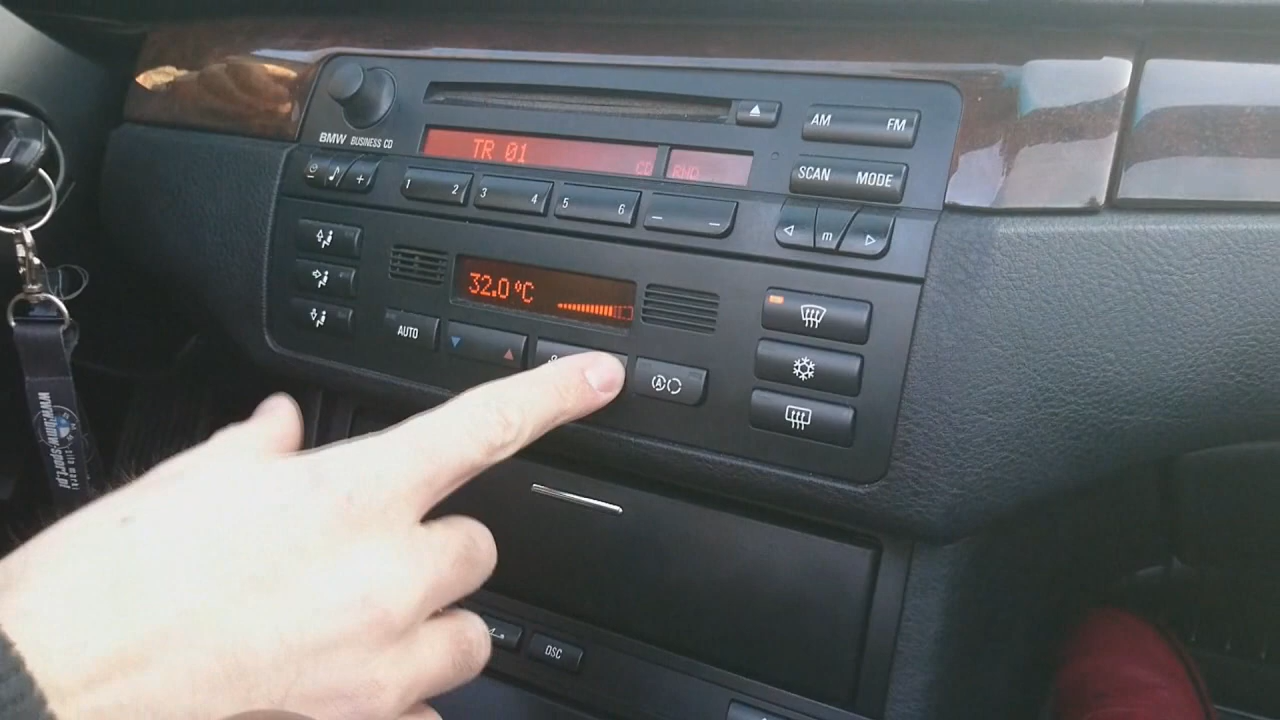 BMW BUSINESS CD
TR 01
CD
RND
AM FM
SCAN MODE
1 2
3 4
5 6
m
32.0 °C
AUTO
A
DSC